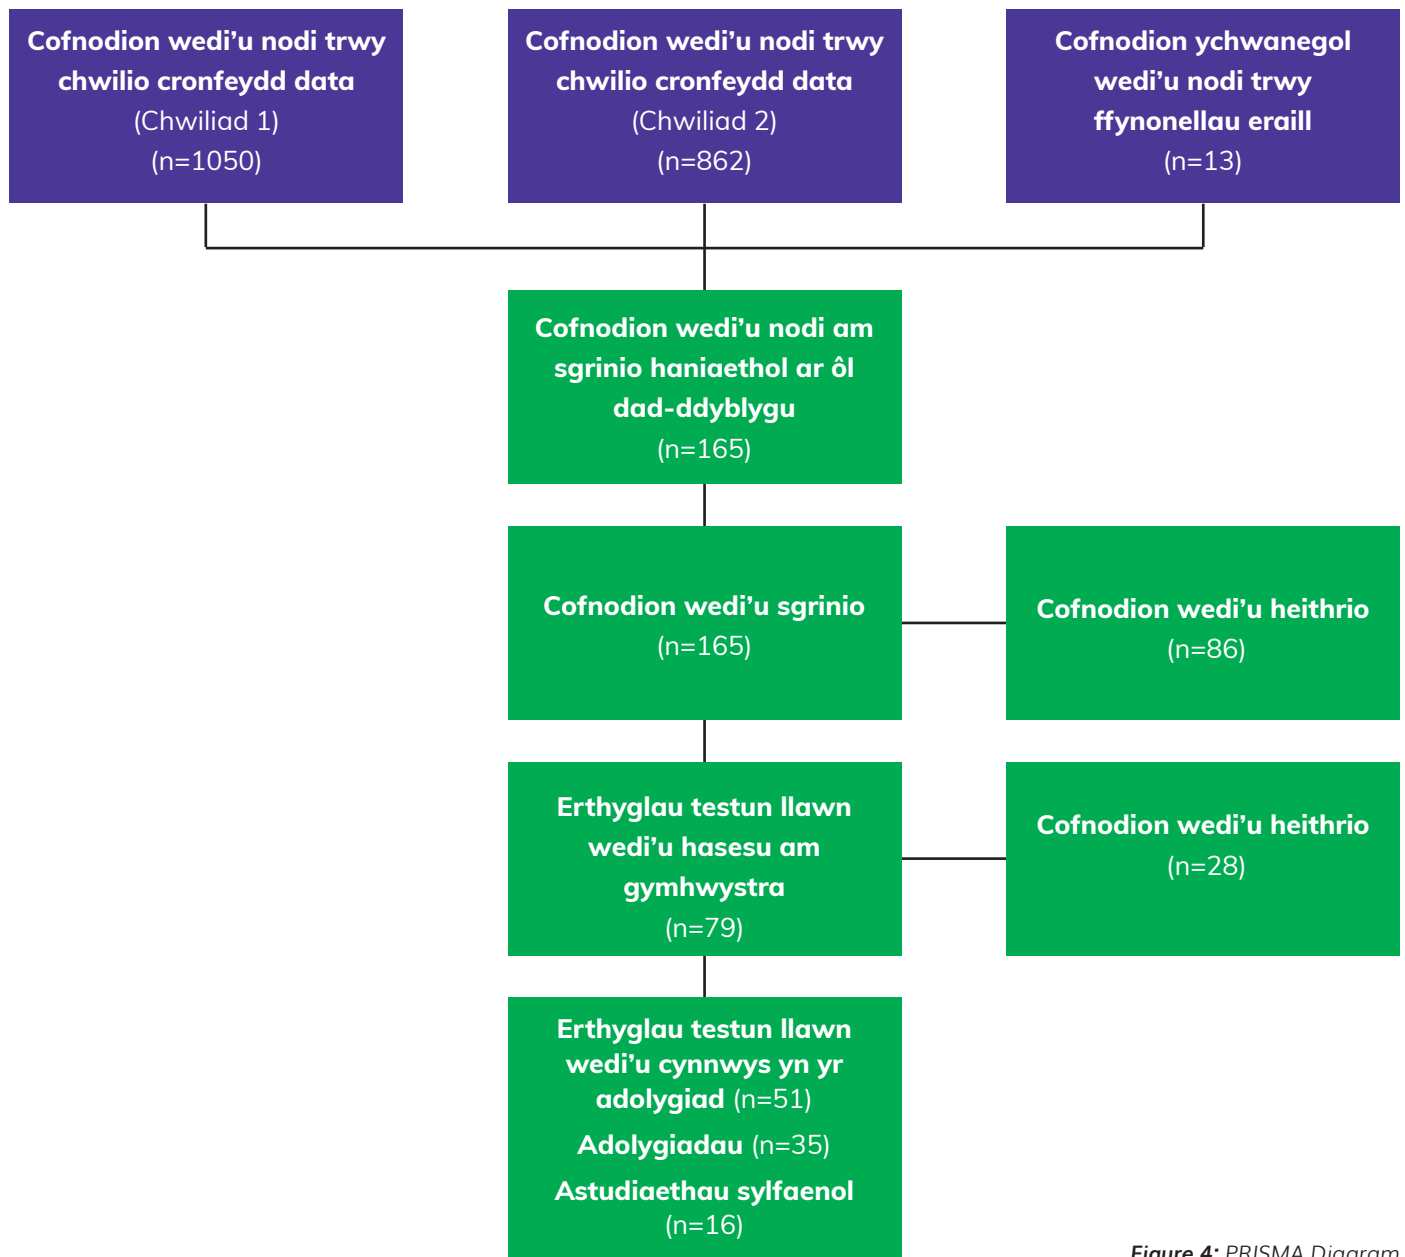 Cofnodion wedi’u nodi trwy
chwilio cronfeydd data
(Chwiliad 1)
(n=1050)
Cofnodion wedi’u nodi trwy
chwilio cronfeydd data
(Chwiliad 2)
(n=862)
Cofnodion ychwanegol
wedi’u nodi trwy
ffynonellau eraill
(n=13)
Cofnodion wedi’u nodi am
sgrinio haniaethol ar ôl
dad-ddyblygu
(n=165)
Cofnodion wedi’u sgrinio
(n=165)
Cofnodion wedi’u heithrio
(n=86)
Erthyglau testun llawn
wedi’u hasesu am
gymhwystra
(n=79)
Cofnodion wedi’u heithrio
(n=28)
Erthyglau testun llawn
wedi’u cynnwys yn yr
adolygiad (n=51)
Adolygiadau (n=35)
Astudiaethau sylfaenol
(n=16)
Figure 4: PRISMA Diagram